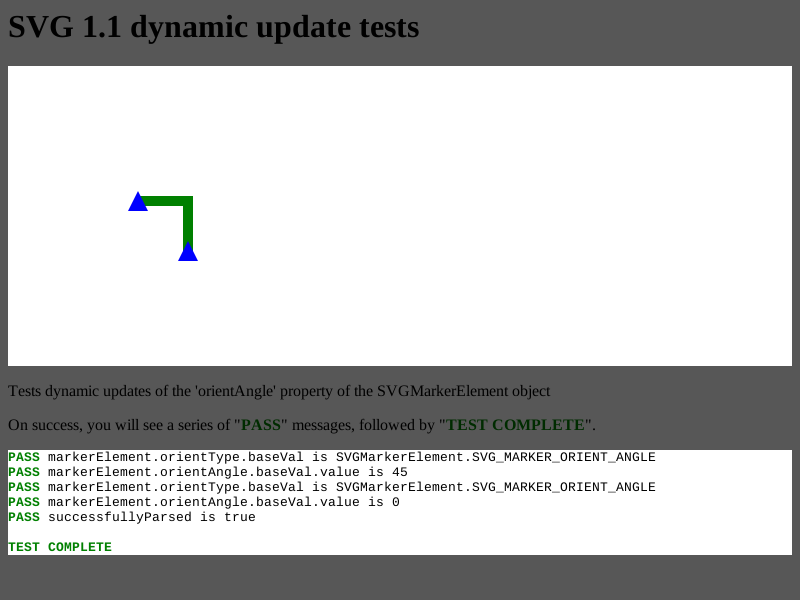 SVG 1.1 dynamic update tests
Tests dynamic updates of the 'orientAngle' property of the SVGMarkerElement object
On success, you will see a series of "PASS" messages, followed by "TEST COMPLETE".
PASS markerElement.orientType.baseVal is SVGMarkerElement.SVG_MARKER_ORIENT_ANGLE
PASS markerElement.orientAngle.baseVal.value is 45
PASS markerElement.orientType.baseVal is SVGMarkerElement.SVG_MARKER_ORIENT_ANGLE
PASS markerElement.orientAngle.baseVal.value is 0
PASS successfullyParsed is true
TEST COMPLETE